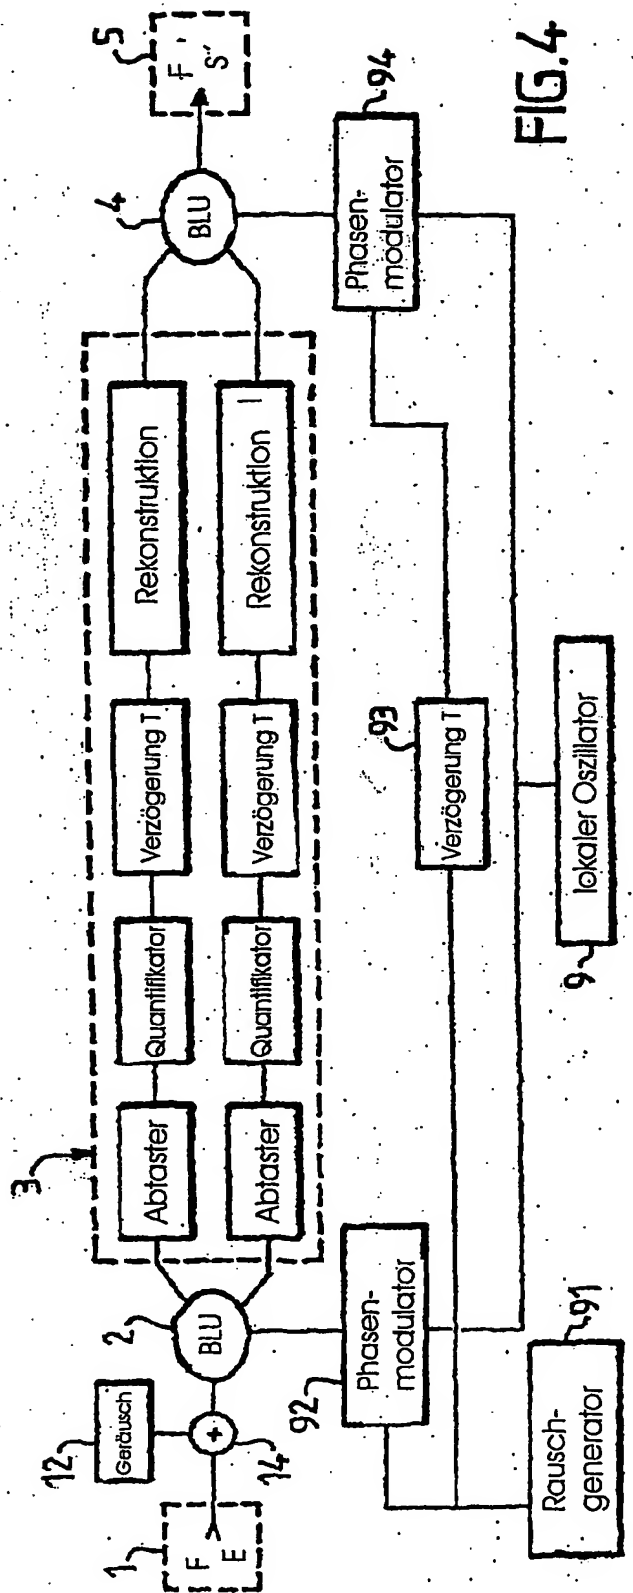 1
F
E
12
Geräusch
+
14
2
BLU
3
Abtaster
Quantifikator
Verzögerung T
Rekonstruktion
Abtaster
Quantifikator
Verzögerung T
Rekonstruktion
4
BLU
5
F
S
92
Phasen-
modulator
93
Verzögerung T
Phasen-
modulator
94
Rausch-
generator
91
9
lokaler Oszillator
FIG.4